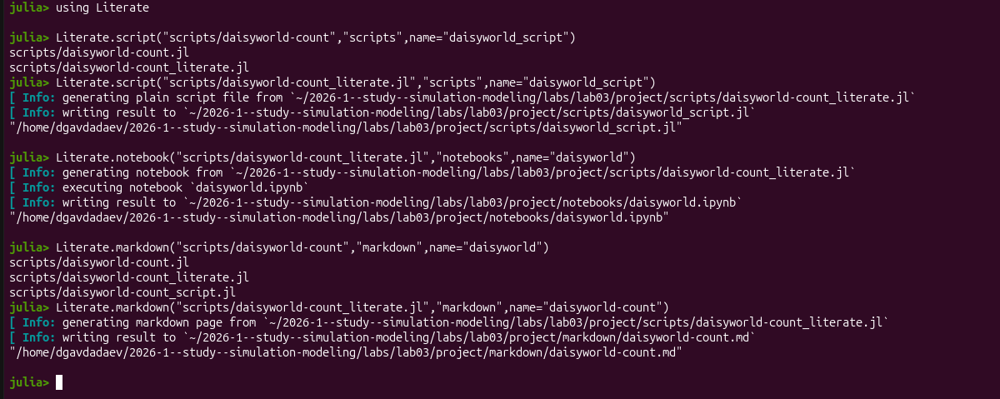 julia> using Literate
julia> Literate.script("scripts/daisyworld-count","scripts",name="daisyworld_script")
scripts/daisyworld-count.jl
scripts/daisyworld-count_literate.jl
julia> Literate.script("scripts/daisyworld-count_literate.jl","scripts",name="daisyworld_script")
[ Info: generating plain script file from `~/2026-1--study--simulation-modeling/labs/lab03/project/scripts/daisyworld-count_literate.jl`
[ Info: writing result to `~/2026-1--study--simulation-modeling/labs/lab03/project/scripts/daisyworld_script.jl`
"/home/dgavdadaev/2026-1--study--simulation-modeling/labs/lab03/project/scripts/daisyworld_script.jl"
julia> Literate.notebook("scripts/daisyworld-count_literate.jl","notebooks",name="daisyworld")
[ Info: generating notebook from `~/2026-1--study--simulation-modeling/labs/lab03/project/scripts/daisyworld-count_literate.jl`
[ Info: executing notebook `daisyworld.ipynb`
[ Info: writing result to `~/2026-1--study--simulation-modeling/labs/lab03/project/notebooks/daisyworld.ipynb`
"/home/dgavdadaev/2026-1--study--simulation-modeling/labs/lab03/project/notebooks/daisyworld.ipynb"
julia> Literate.markdown("scripts/daisyworld-count","markdown",name="daisyworld")
scripts/daisyworld-count.jl
scripts/daisyworld-count_literate.jl
scripts/daisyworld-count_script.jl
julia> Literate.markdown("scripts/daisyworld-count_literate.jl","markdown",name="daisyworld-count")
[ Info: generating markdown page from `~/2026-1--study--simulation-modeling/labs/lab03/project/scripts/daisyworld-count_literate.jl`
[ Info: writing result to `~/2026-1--study--simulation-modeling/labs/lab03/project/markdown/daisyworld-count.md`
"/home/dgavdadaev/2026-1--study--simulation-modeling/labs/lab03/project/markdown/daisyworld-count.md"
julia>